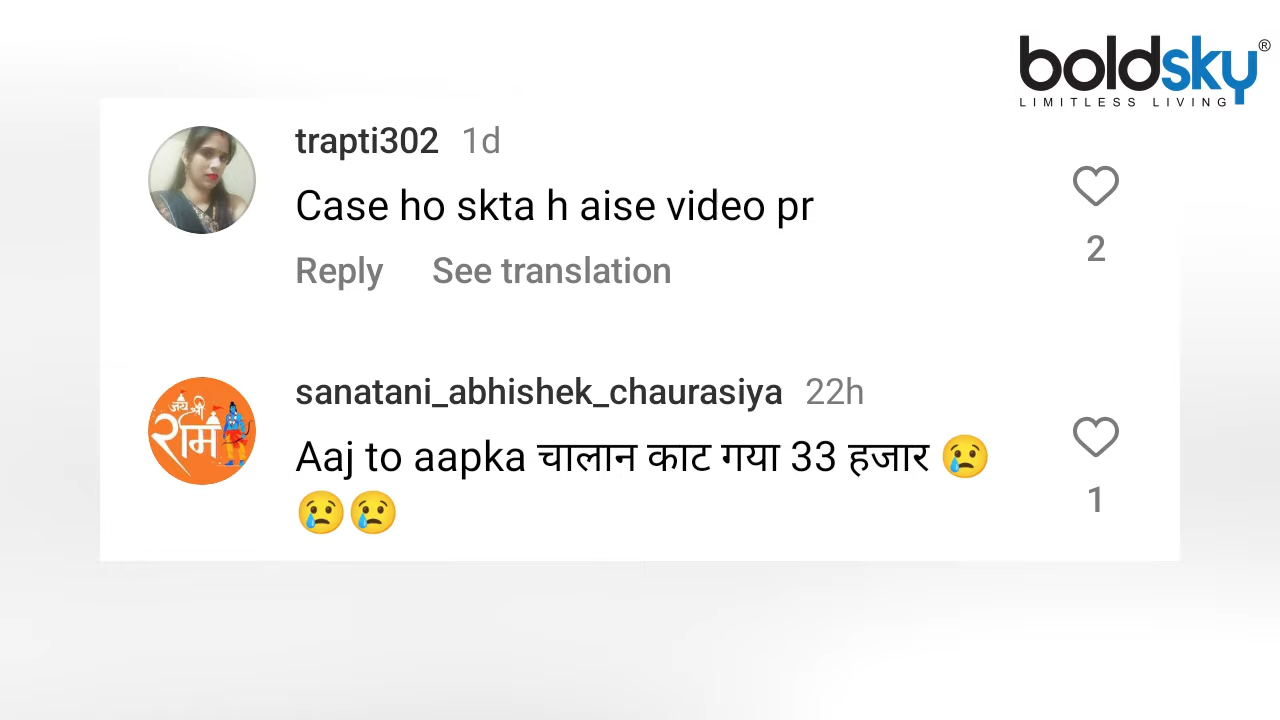 boldsky®
LIMITLESS LIVING
trapti302 1d
Case ho skta h aise video pr
2
Reply See translation
sanatani_abhishek_chaurasiya 22h
जय श्री
राम
Aaj to aapka चालान काट गया 33 हजार 😢
😢😢
1